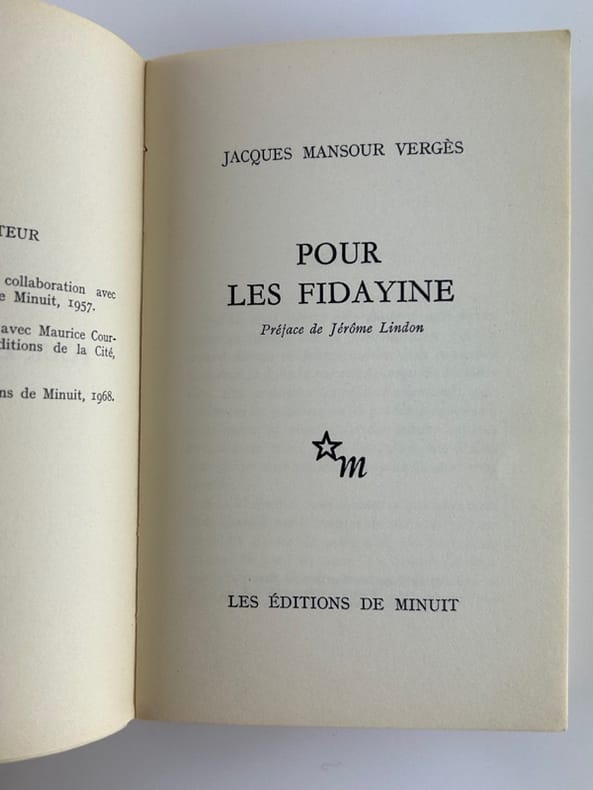 TEUR
collaboration avec
e Minuit, 1957.
avec Maurice Cour-
ditions de la Cité,
ns de Minuit, 1968.
JACQUES MANSOUR VERGÈS
POUR
LES FIDAYINE
Préface de Jérôme Lindon
m
LES ÉDITIONS DE MINUIT